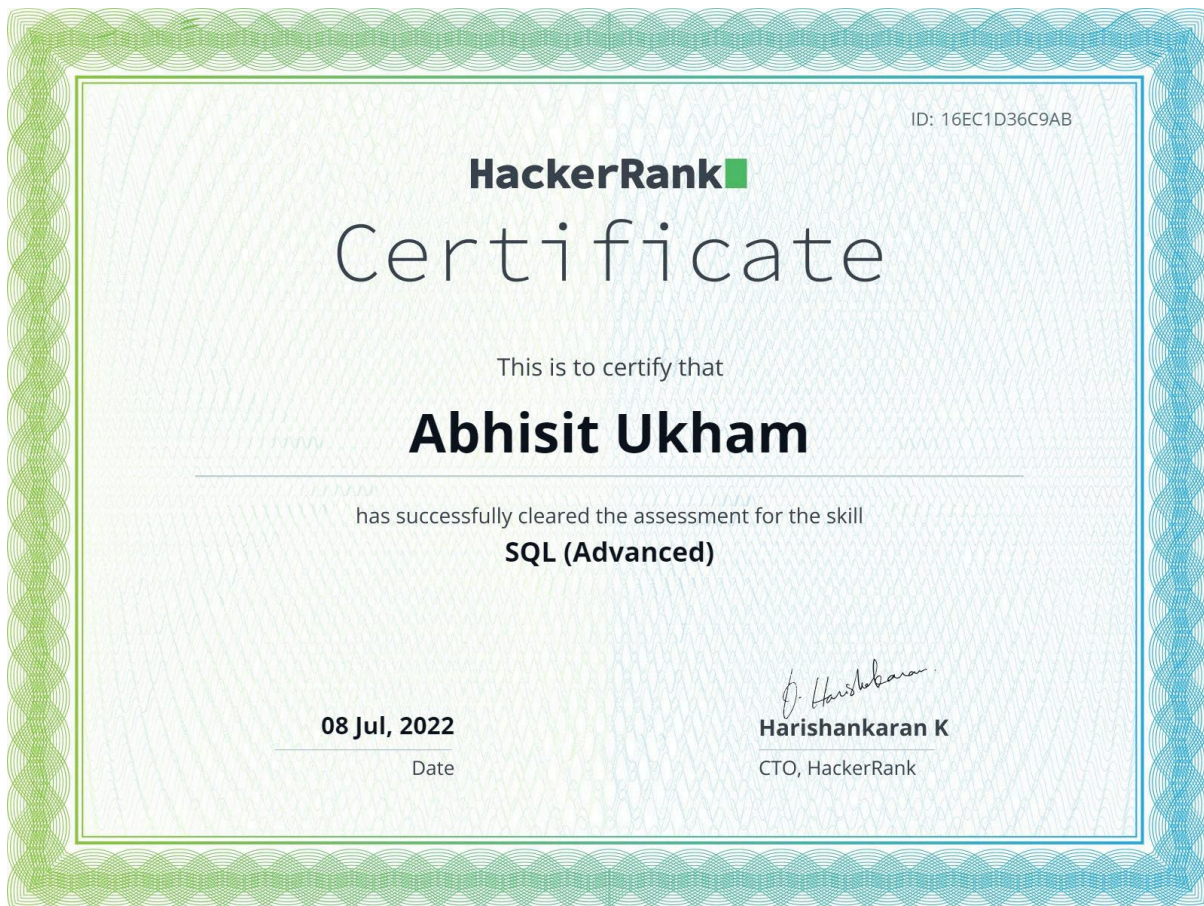 ID: 16EC1D36C9AB
HackerRank
Certificate
This is to certify that
Abhisit Ukham
has successfully cleared the assessment for the skill
SQL (Advanced)
08 Jul, 2022
Date
Harishankaran K
CTO, HackerRank